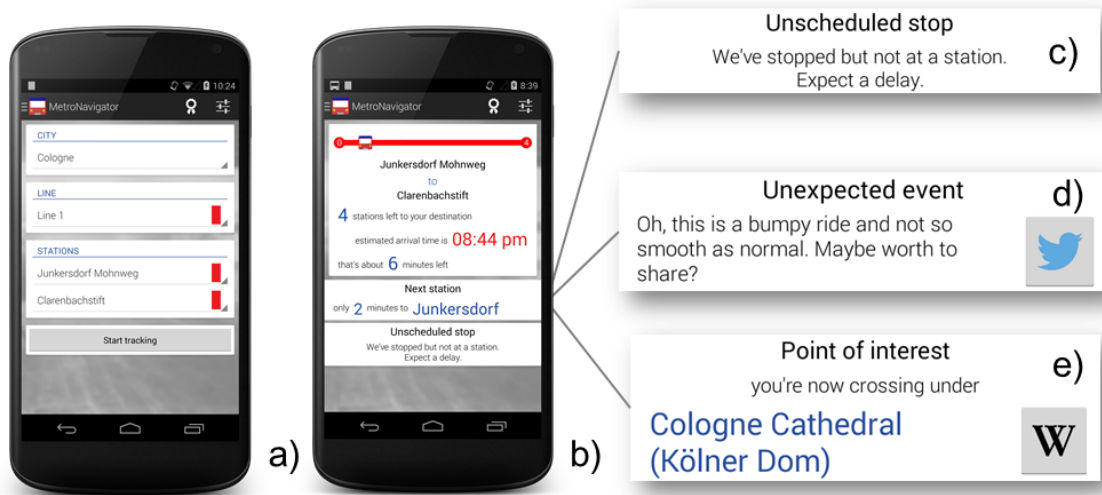 10:24
MetroNavigator
CITY
Cologne
LINE
Line 1
STATIONS
Junkersdorf Mohnweg
Clarenbachstift
Start tracking
a)
8:39
MetroNavigator
0
4
Junkersdorf Mohnweg
to
Clarenbachstift
4 stations left to your destination
estimated arrival time is 08:44 pm
that's about 6 minutes left
Next station
only 2 minutes to Junkersdorf
Unscheduled stop
We've stopped but not at a station.
Expect a delay.
b)
Unscheduled stop
We've stopped but not at a station.
Expect a delay.
c)
Unexpected event
Oh, this is a bumpy ride and not so
smooth as normal. Maybe worth to
share?
d)
Point of interest
you're now crossing under
Cologne Cathedral
(Kölner Dom)
W
e)